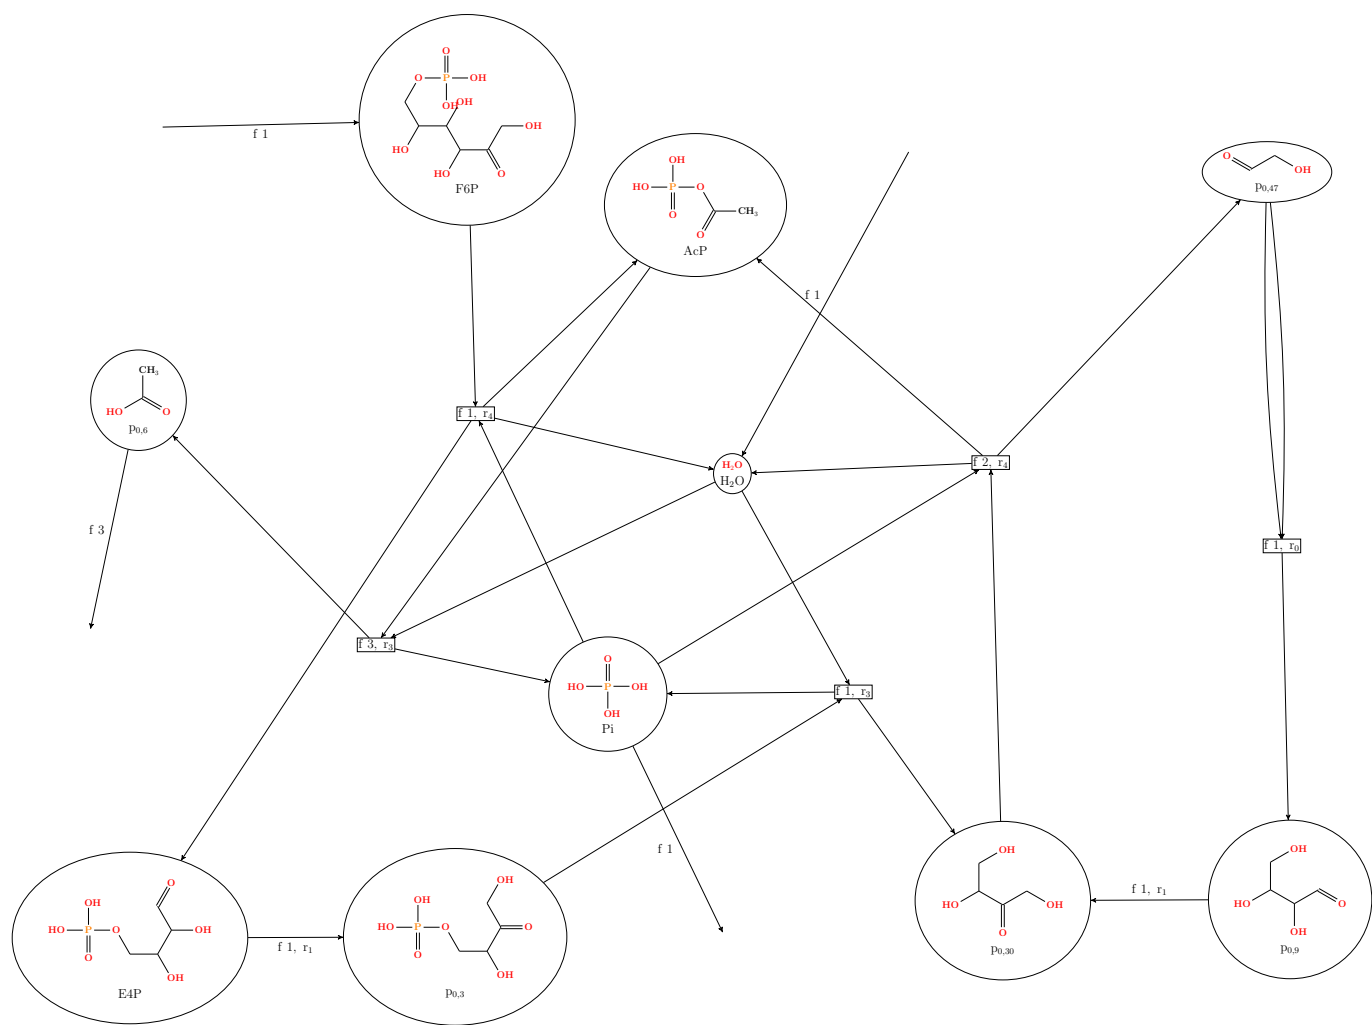 O
O P OH
OH
OH
HO
OH
HO
O
F6P
f 1
OH
HO P O
O
CH3
O
AcP
O
OH
p0,47
f 1
CH3
HO
O
p0,6
f 1, r4
H2O
H2O
f 2, r4
f 3
f 1, r0
f 3, r3
O
HO P OH
OH
Pi
f 1, r3
f 1
O
OH
HO P O
OH
O
OH
E4P
f 1, r1
OH
OH
HO P O
O
O
OH
p0,3
OH
HO
OH
O
p0,30
f 1, r1
OH
HO
O
OH
p0,9